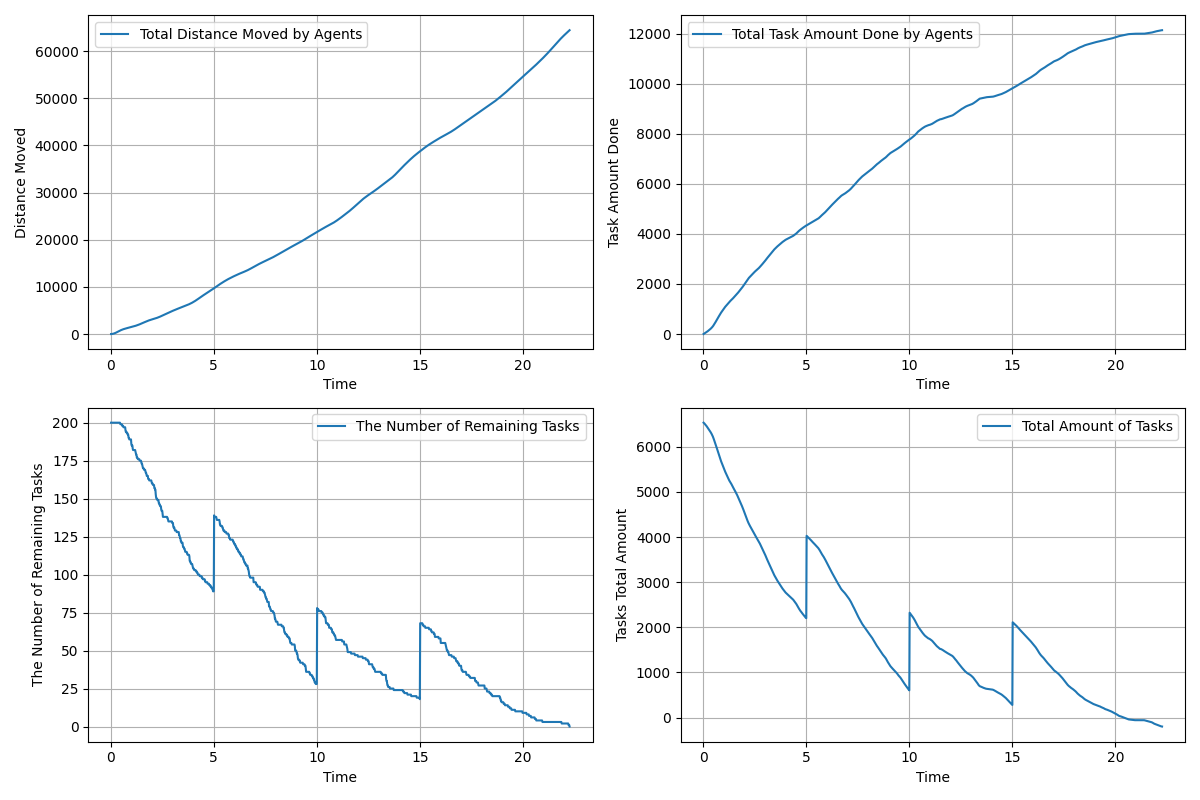 Total Distance Moved by Agents
Distance Moved
60000
50000
40000
30000
20000
10000
0
0 5 10 15 20
Time
Total Task Amount Done by Agents
Task Amount Done
12000
10000
8000
6000
4000
2000
0
0 5 10 15 20
Time
The Number of Remaining Tasks
The Number of Remaining Tasks
200
175
150
125
100
75
50
25
0
0 5 10 15 20
Time
Total Amount of Tasks
Tasks Total Amount
6000
5000
4000
3000
2000
1000
0
0 5 10 15 20
Time